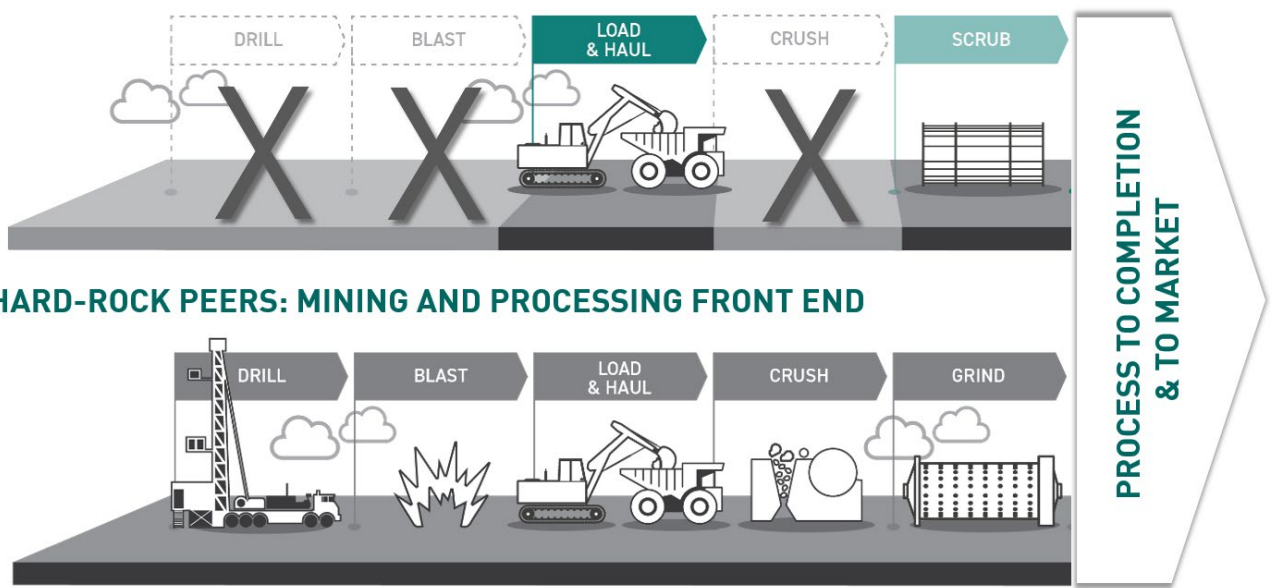 DRILL
BLAST
LOAD
& HAUL
CRUSH
SCRUB
HARD-ROCK PEERS: MINING AND PROCESSING FRONT END
DRILL
BLAST
LOAD
& HAUL
CRUSH
GRIND
PROCESS TO COMPLETION
& TO MARKET